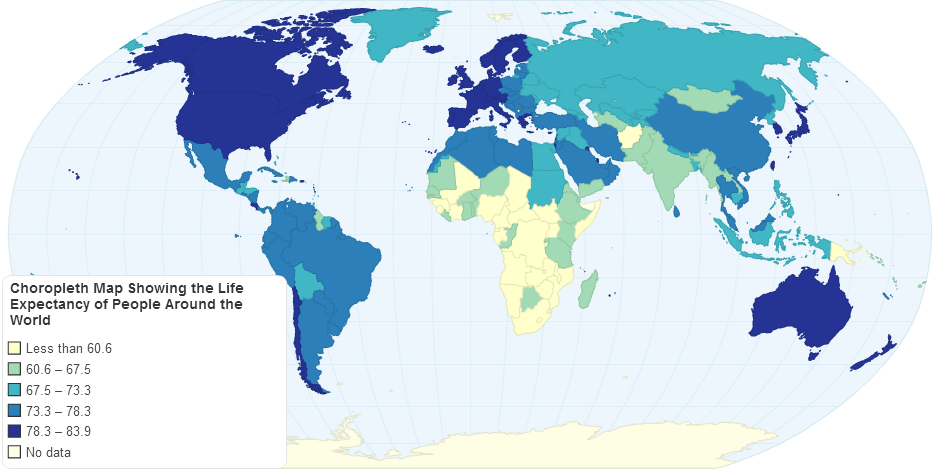 Choropleth Map Showing the Life
Expectancy of People Around the
World
Less than 60.6
60.6 – 67.5
67.5 – 73.3
73.3 – 78.3
78.3 – 83.9
No data